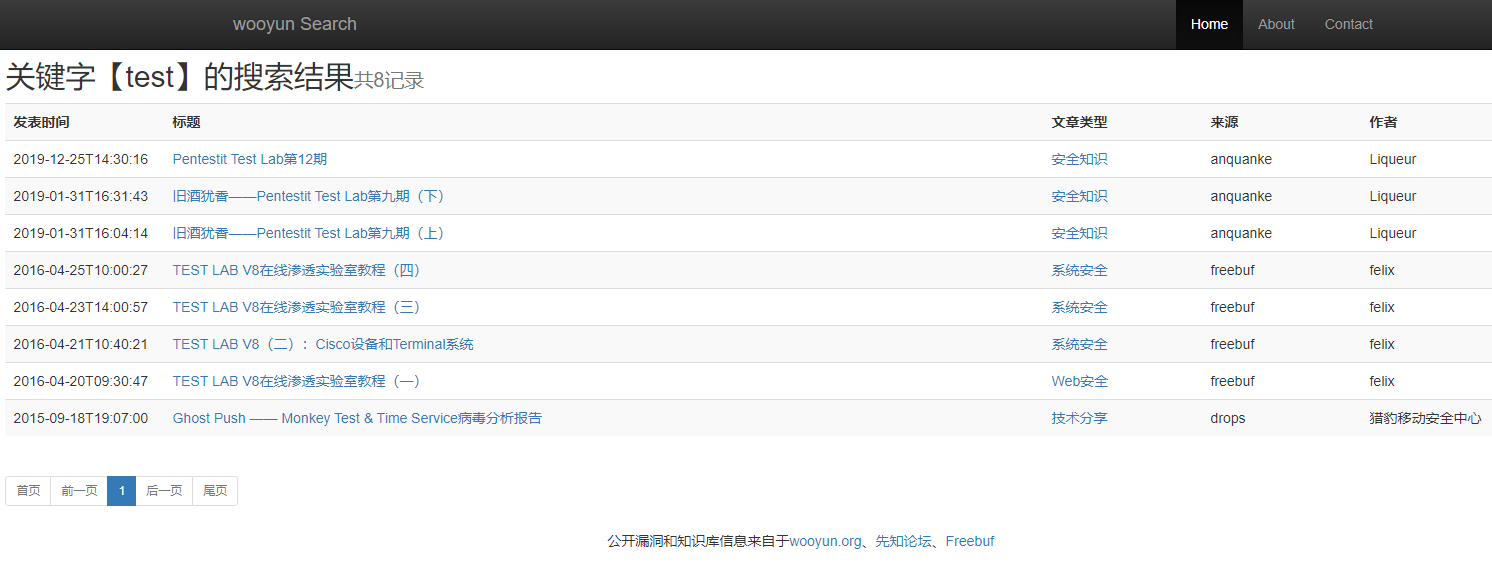 wooyun Search Home About Contact
关键字【test】的搜索结果共8记录
发表时间 标题 文章类型 来源 作者
2019-12-25T14:30:16 Pentestit Test Lab第12期 安全知识 anquanke Liqueur
2019-01-31T16:31:43 旧酒犹香——Pentestit Test Lab第九期（下） 安全知识 anquanke Liqueur
2019-01-31T16:04:14 旧酒犹香——Pentestit Test Lab第九期（上） 安全知识 anquanke Liqueur
2016-04-25T10:00:27 TEST LAB V8在线渗透实验室教程（四） 系统安全 freebuf felix
2016-04-23T14:00:57 TEST LAB V8在线渗透实验室教程（三） 系统安全 freebuf felix
2016-04-21T10:40:21 TEST LAB V8（二）：Cisco设备和Terminal系统 系统安全 freebuf felix
2016-04-20T09:30:47 TEST LAB V8在线渗透实验室教程（一） Web安全 freebuf felix
2015-09-18T19:07:00 Ghost Push —— Monkey Test & Time Service病毒分析报告 技术分享 drops 猎豹移动安全中心
首页 前一页 1 后一页 尾页
公开漏洞和知识库信息来自于wooyun.org、先知论坛、Freebuf